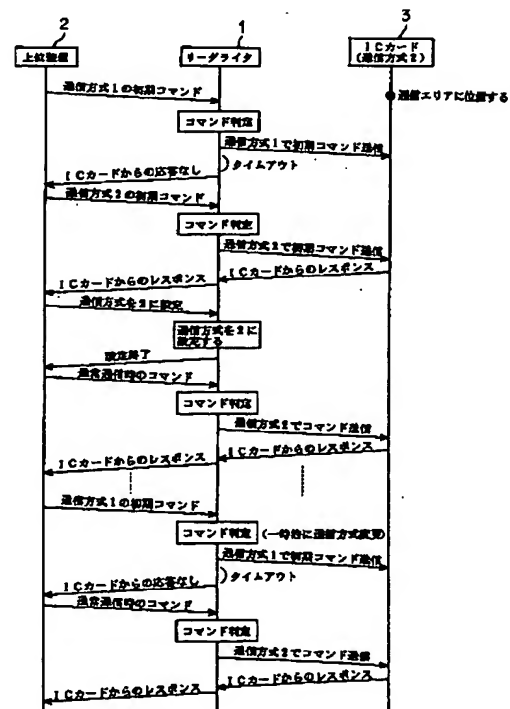 2
1
3
上位装置
リーダライタ
ICカード
(通信方式2)
通信方式1の初期コマンド
通信エリアに位置する
コマンド判定
通信方式1で初期コマンド送信
タイムアウト
ICカードからの応答なし
通信方式2の初期コマンド
コマンド判定
通信方式2で初期コマンド送信
ICカードからのレスポンス
ICカードからのレスポンス
通信方式を2に設定
通信方式を2に
設定する
設定終了
通常通信時のコマンド
コマンド判定
通信方式2でコマンド送信
ICカードからのレスポンス
ICカードからのレスポンス
通信方式1の初期コマンド
コマンド判定
(一時的に通信方式変更)
通信方式1で初期コマンド送信
タイムアウト
ICカードからの応答なし
通常通信時のコマンド
コマンド判定
通信方式2でコマンド送信
ICカードからのレスポンス
ICカードからのレスポンス